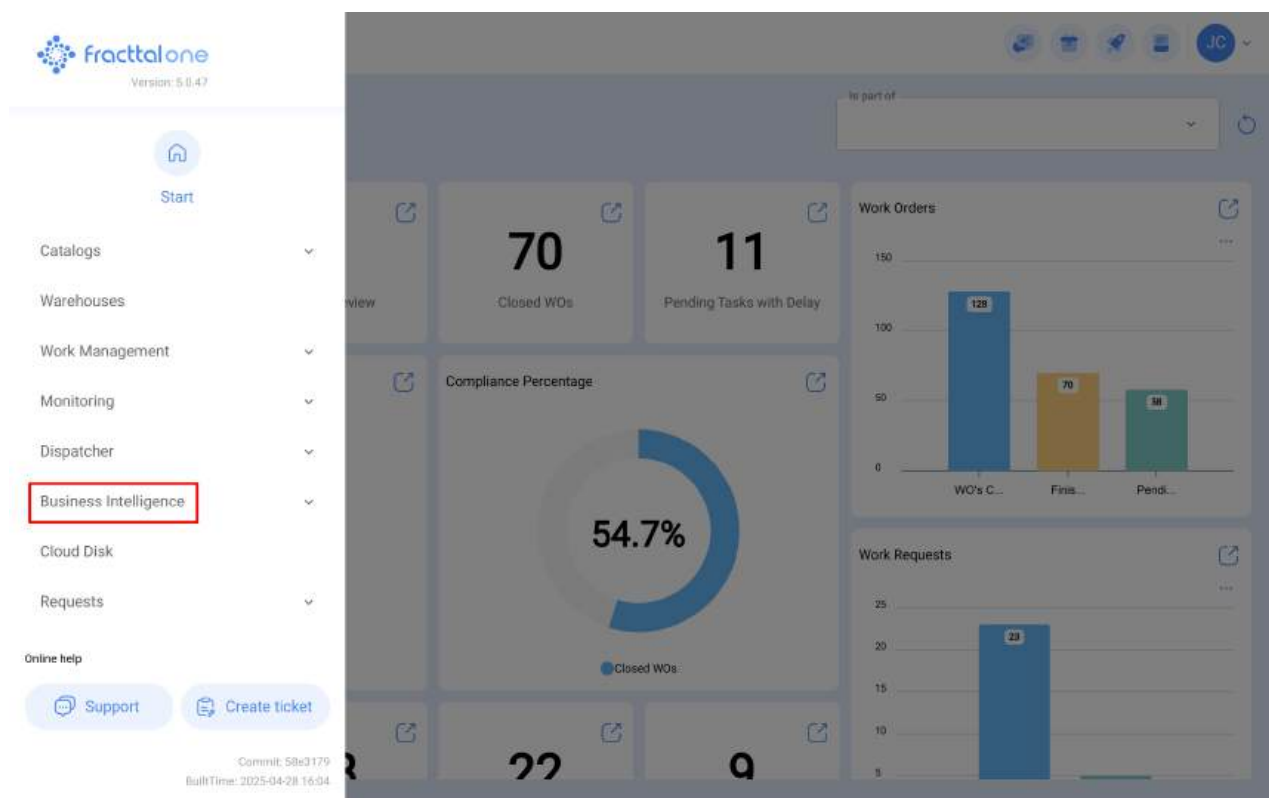 fracttalone
Version: 5.0.47
Start
Catalogs
Warehouses
Work Management
Monitoring
Dispatcher
Business Intelligence
Cloud Disk
Requests
Online help
Support
Create ticket
Commit: 58e3179
BuiltTime: 2025-04-28 16:04
JC
In part of
70
Closed WOs
11
Pending Tasks with Delay
Work Orders
150
100
50
0
128
70
58
WO's C...
Finis...
Pendi...
Compliance Percentage
54.7%
Closed WOs
Work Requests
25
20
15
10
5
23
22
9